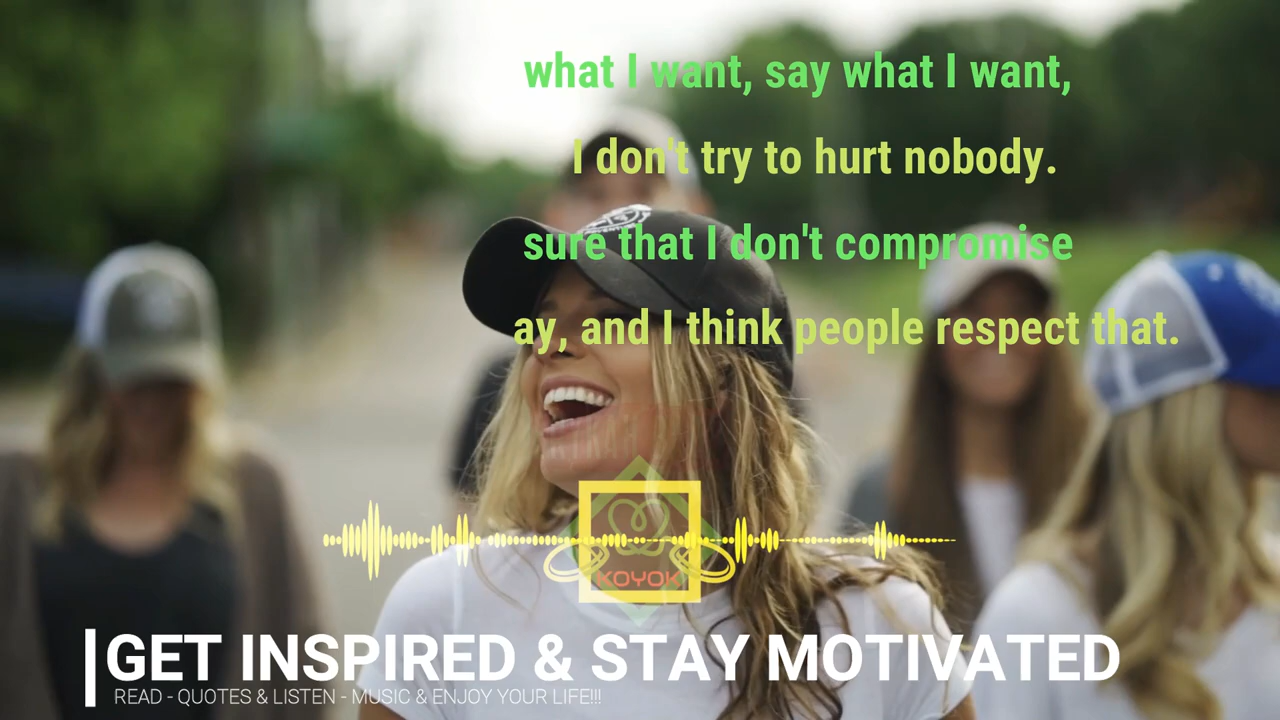 what I want, say what I want,
I don't try to hurt nobody.
sure that I don't compromise
ay, and I think people respect that.
KOYOK
GET INSPIRED & STAY MOTIVATED
READ - QUOTES & LISTEN - MUSIC & ENJOY YOUR LIFE!!!